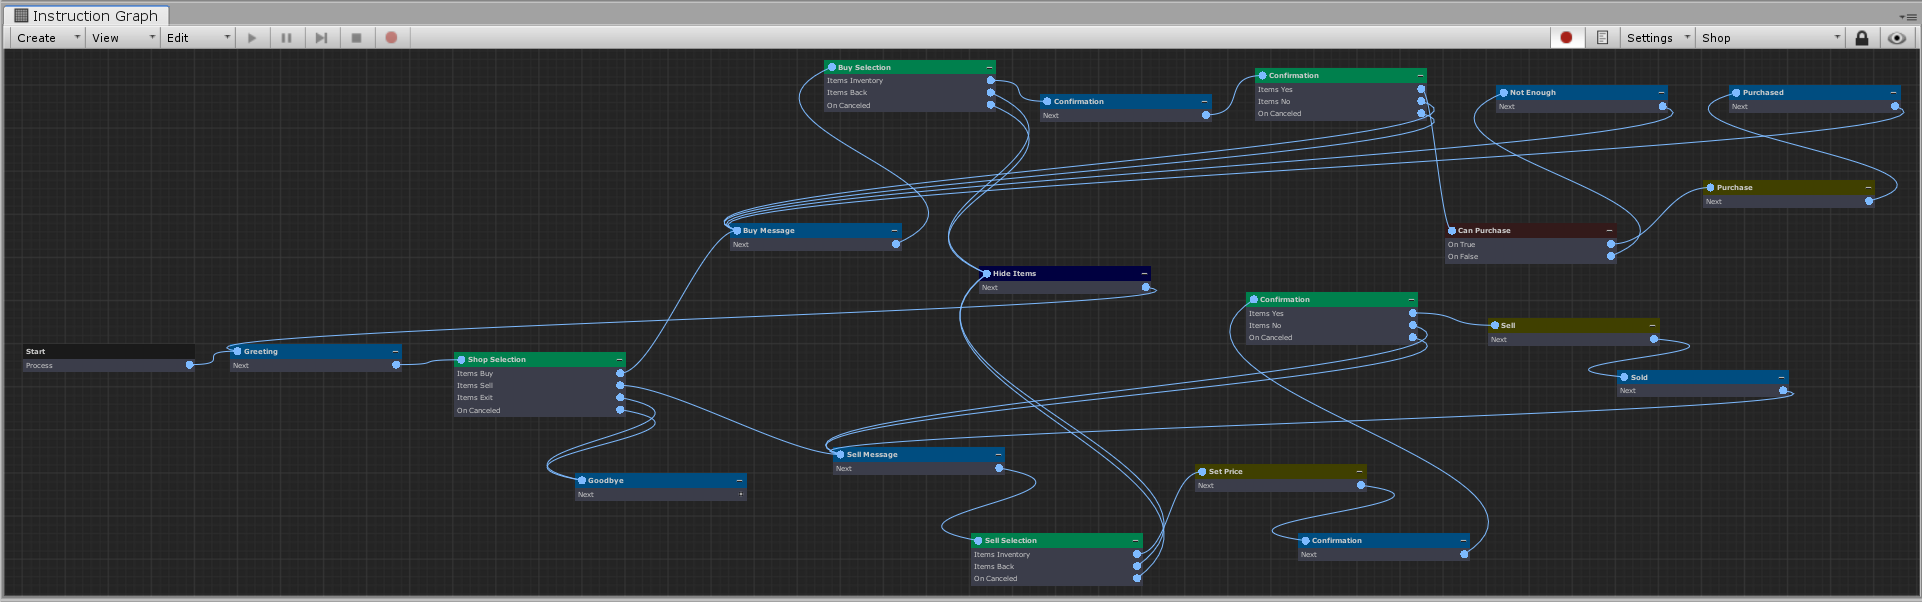 Instruction Graph
Create View Edit Settings Shop
Buy Selection
Items Inventory
Items Back
On Canceled
Confirmation
Next
Confirmation
Items Yes
Items No
On Canceled
Not Enough
Next
Purchased
Next
Purchase
Next
Buy Message
Next
Can Purchase
On True
On False
Hide Items
Next
Confirmation
Items Yes
Items No
On Canceled
Sell
Next
Start
Process
Greeting
Next
Shop Selection
Items Buy
Items Sell
Items Exit
On Canceled
Sold
Next
Sell Message
Next
Set Price
Next
Goodbye
Next
Sell Selection
Items Inventory
Items Back
On Canceled
Confirmation
Next